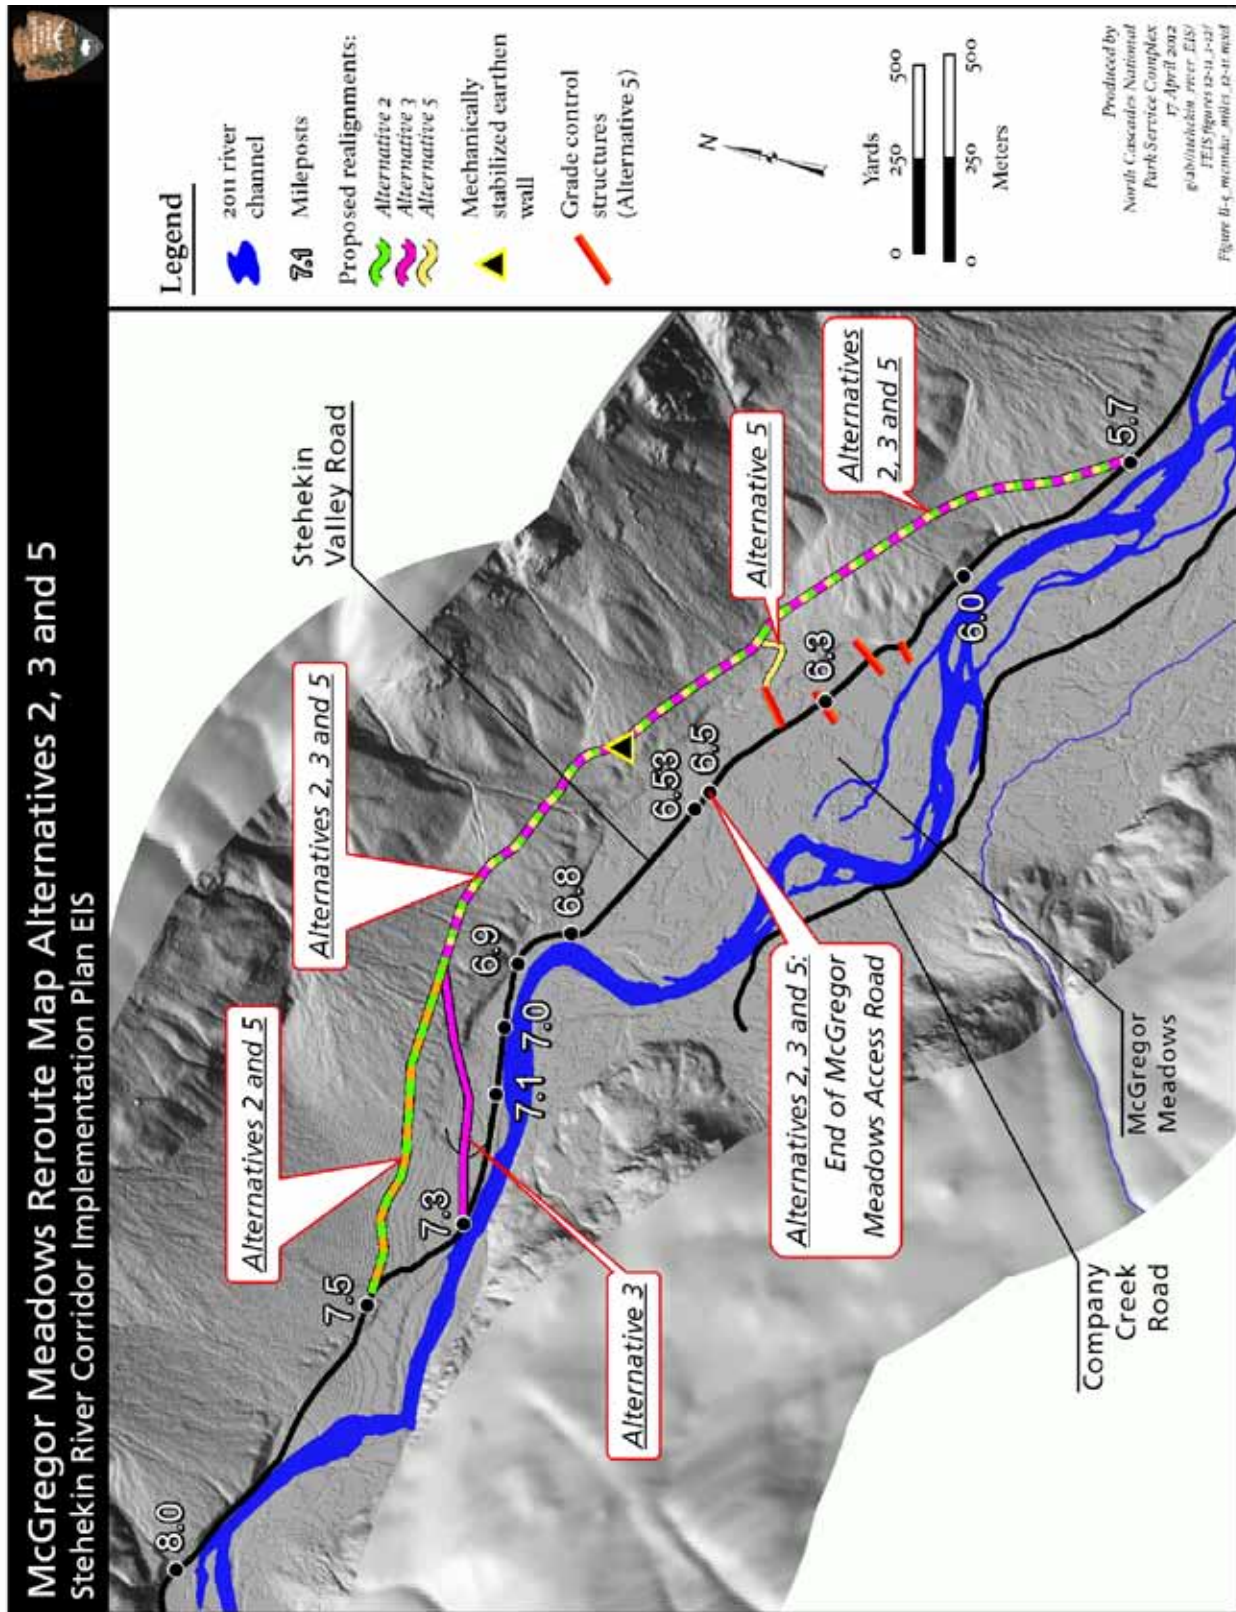 McGregor Meadows Reroute Map Alternatives 2, 3 and 5
Stehekin River Corridor Implementation Plan EIS
8.0
7.5
7.3
7.1
7.0
6.9
6.8
6.53
6.5
6.3
6.0
5.7
Alternatives 2 and 5
Alternatives 2, 3 and 5
Stehekin
Valley Road
Alternative 5
Alternatives
2, 3 and 5
Alternative 3
Alternatives 2, 3 and 5:
End of McGregor
Meadows Access Road
Company
Creek
Road
McGregor
Meadows
Legend
2011 river
channel
7.1
Mileposts
Proposed realignments:
Alternative 2
Alternative 3
Alternative 5
Mechanically
stabilized earthen
wall
Grade control
structures
(Alternative 5)
N
Yards
0 250 500
0 250 500
Meters
Produced by
North Cascades National
Park Service Complex
17 April 2012